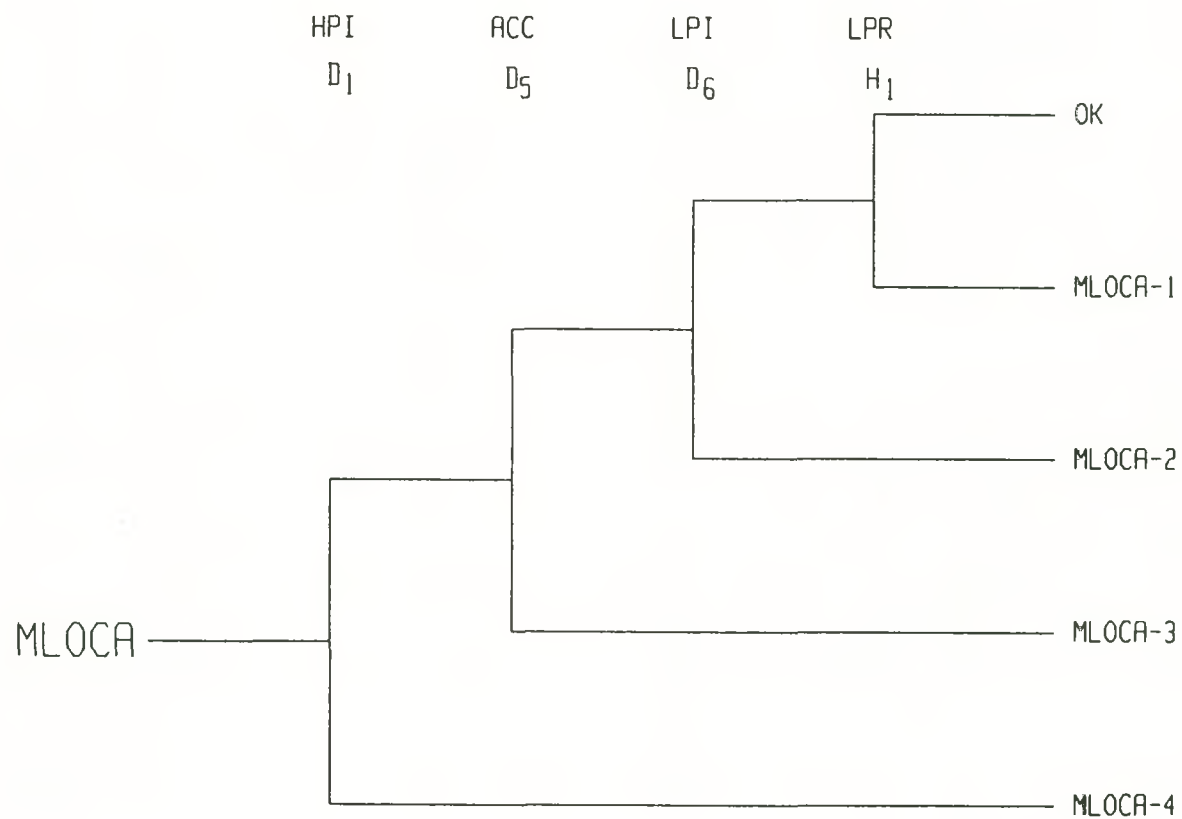 HPI ACC LPI LPR
D1 D5 D6 H1
OK
MLOCA-1
MLOCA-2
MLOCA-3
MLOCA
MLOCA-4